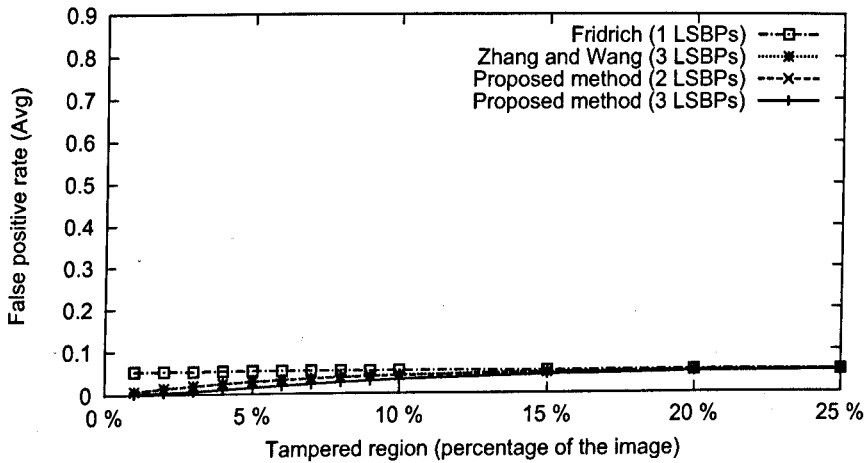 0.9
0.8
0.7
0.6
0.5
0.4
0.3
0.2
0.1
0
False positive rate (Avg)
Fridrich (1 LSBPs)
Zhang and Wang (3 LSBPs)
Proposed method (2 LSBPs)
Proposed method (3 LSBPs)
0 % 5 % 10 % 15 % 20 % 25 %
Tampered region (percentage of the image)